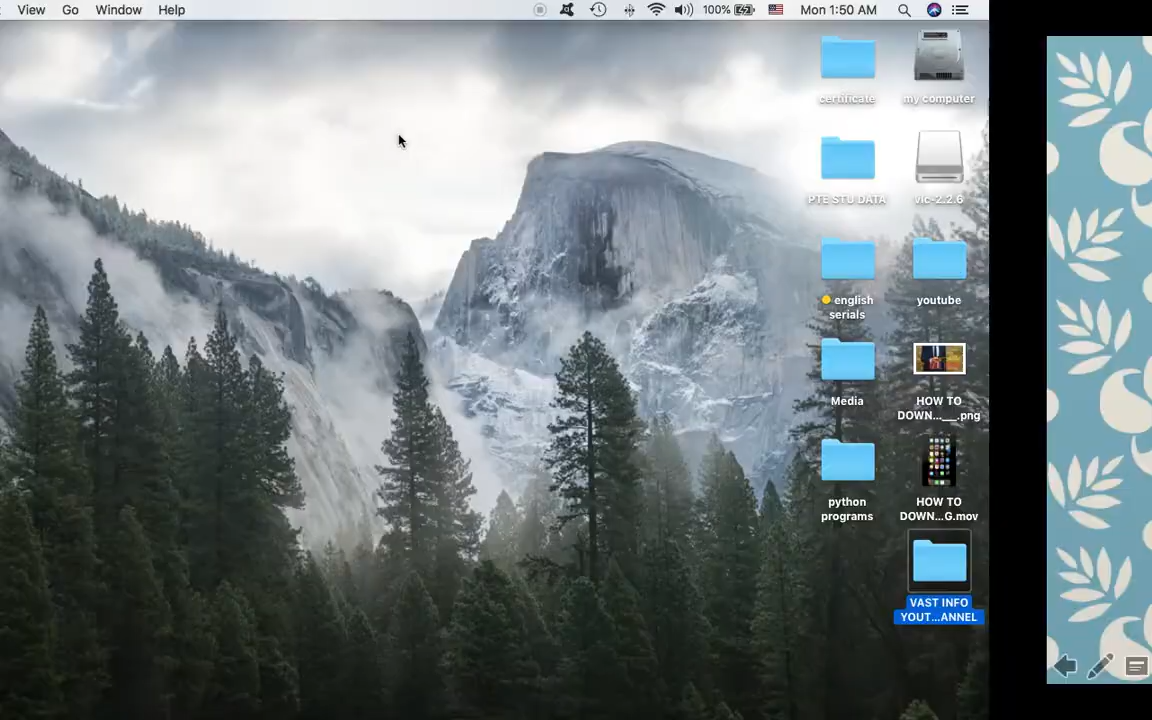 View Go Window Help 100% Mon 1:50 AM
certificate my computer
PTE STU DATA vlc-2.2.6
english
serials
youtube
Media
HOW TO
DOWN...___.png
python
programs
HOW TO
DOWN...G.mov
VAST INFO
YOUT...ANNEL